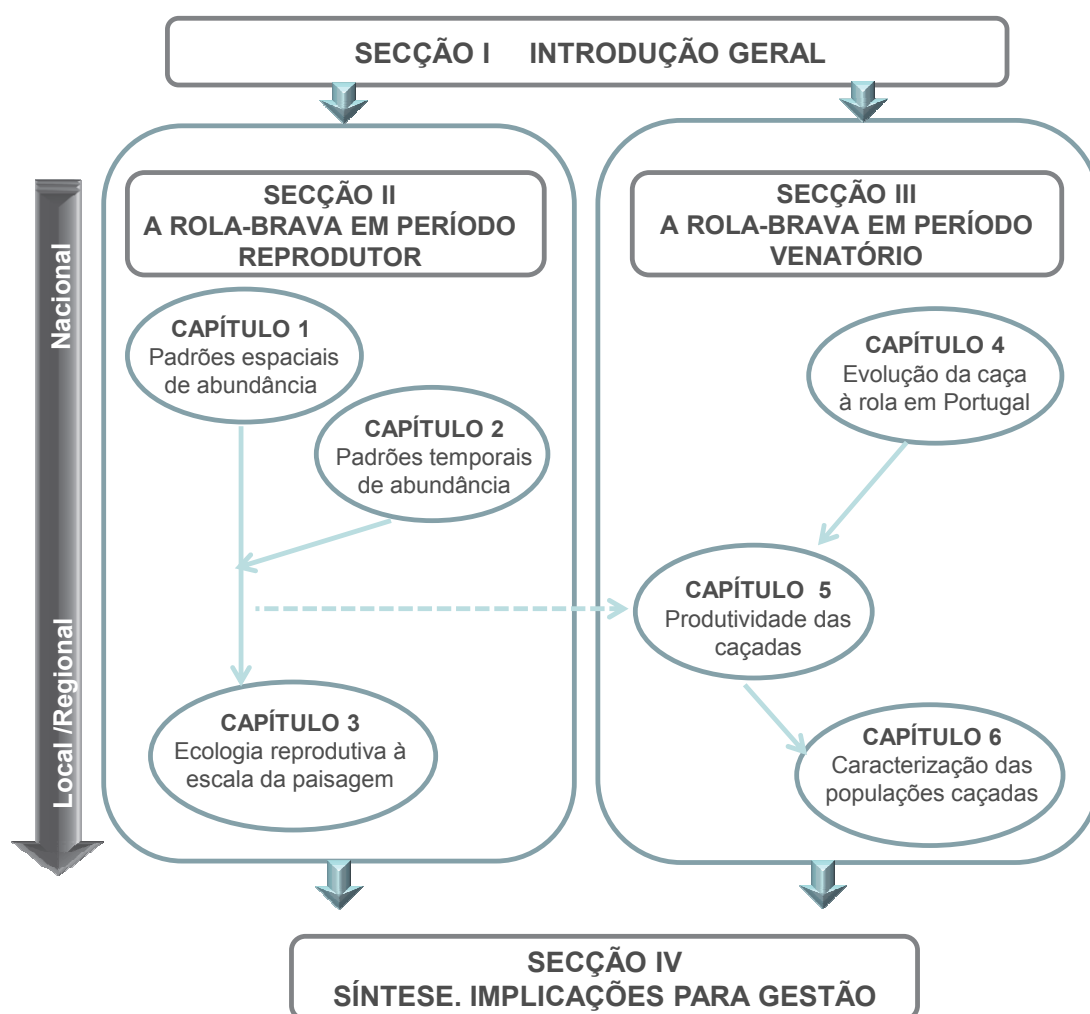 SECÇÃO I INTRODUÇÃO GERAL
Nacional
Local /Regional
SECÇÃO II
A ROLA-BRAVA EM PERÍODO
REPRODUTOR
CAPÍTULO 1
Padrões espaciais
de abundância
CAPÍTULO 2
Padrões temporais
de abundância
CAPÍTULO 3
Ecologia reprodutiva à
escala da paisagem
SECÇÃO III
A ROLA-BRAVA EM PERÍODO
VENATÓRIO
CAPÍTULO 4
Evolução da caça
à rola em Portugal
CAPÍTULO 5
Produtividade das
caçadas
CAPÍTULO 6
Caracterização das
populações caçadas
SECÇÃO IV
SÍNTESE. IMPLICAÇÕES PARA GESTÃO